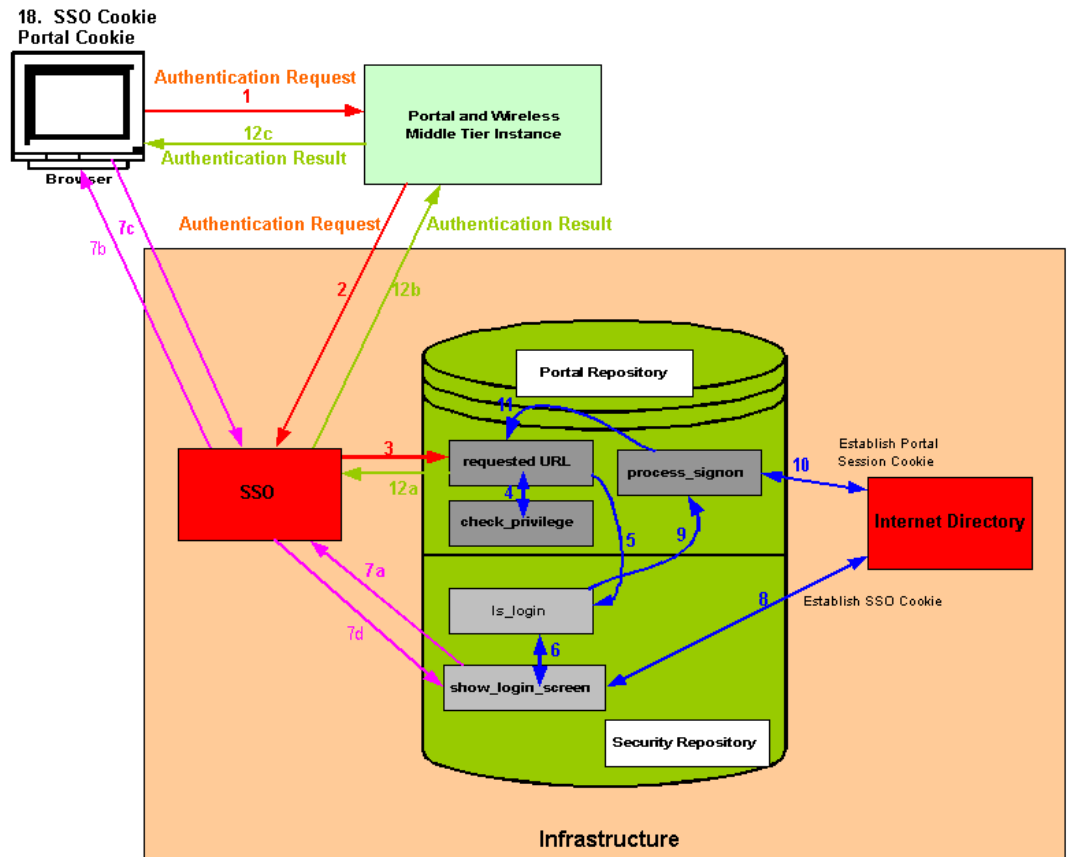 18. SSO Cookie
Portal Cookie
Authentication Request
1
12c
Authentication Result
Browser
Portal and Wireless
Middle Tier Instance
7c
7b
Authentication Request
Authentication Result
2
12b
Portal Repository
11
3
requested URL
process_signon
12a
4
check_privilege
5
9
10
Establish Portal
Session Cookie
SSO
Internet Directory
7a
7d
ls_login
6
8
Establish SSO Cookie
show_login_screen
Security Repository
Infrastructure